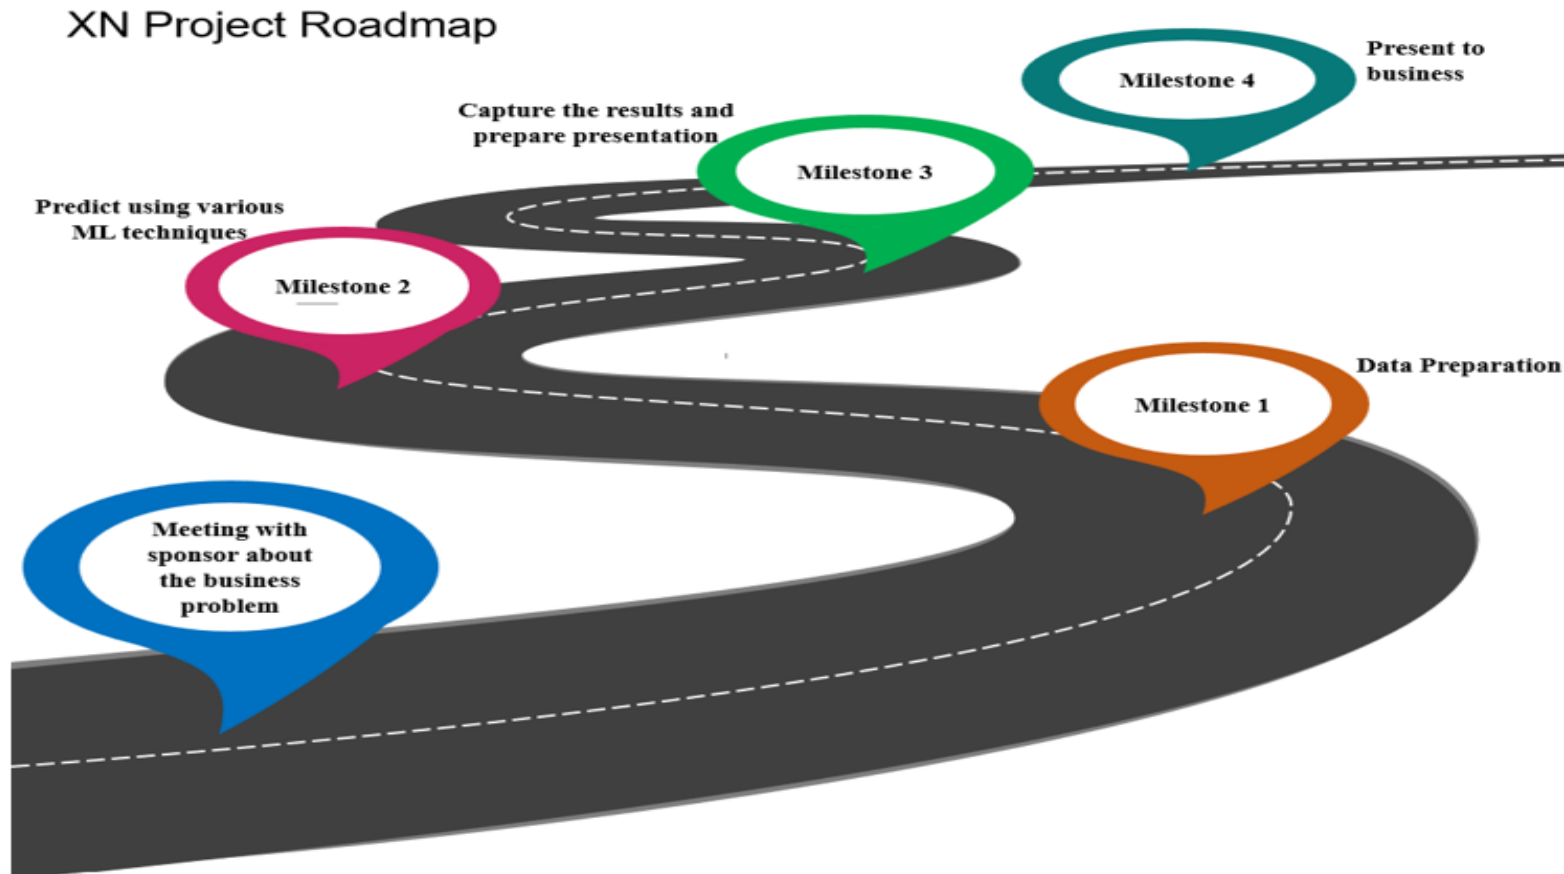 XN Project Roadmap
Present to
business
Milestone 4
Capture the results and
prepare presentation
Milestone 3
Predict using various
ML techniques
Milestone 2
Data Preparation
Milestone 1
Meeting with
sponsor about
the business
problem